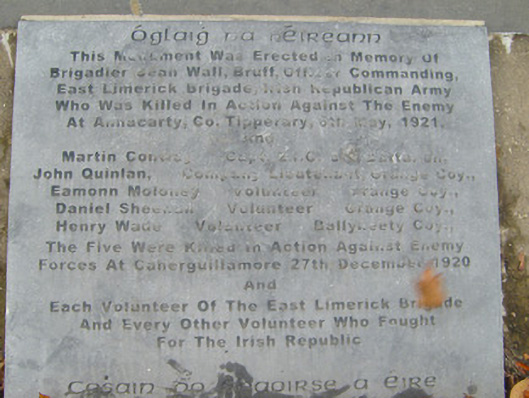 Óglaigh na hÉireann
This Monument Was Erected in Memory Of
Brigadier Sean Wall, Bruff, Officer Commanding,
East Limerick Brigade, Irish Republican Army
Who Was Killed In Action Against The Enemy
At Annacarty, Co. Tipperary, 6th May, 1921,
And
Martin Conway Capt.
John Quinlan, Company Lieutenant Grange Coy.,
Eamonn Moloney Volunteer Grange Coy.,
Daniel Sheehan Volunteer Grange Coy.,
Henry Wade Volunteer Ballyneety Coy.,
The Five Were Killed In Action Against Enemy
Forces At Caherguillamore 27th December 1920
And
Each Volunteer Of The East Limerick Brigade
And Every Other Volunteer Who Fought
For The Irish Republic
a Éire